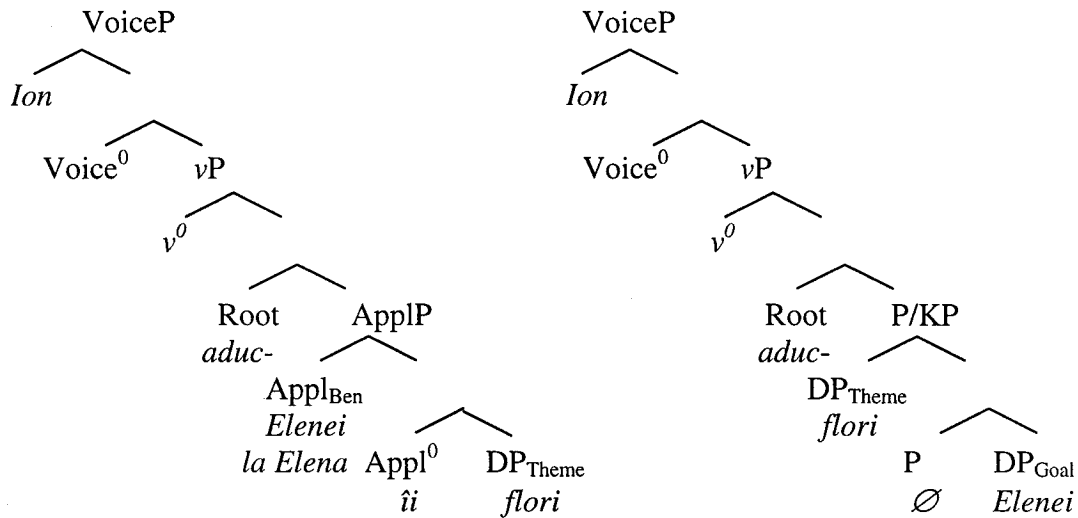 VoiceP VoiceP
Ion Ion
Voice⁰ vP Voice⁰ vP
v⁰ v⁰
Root ApplP Root P/KP
aduc- aduc-
Appl_Ben DP_Theme
Elenei flori
la Elena Appl⁰ DP_Theme P DP_Goal
îi flori Ø Elenei